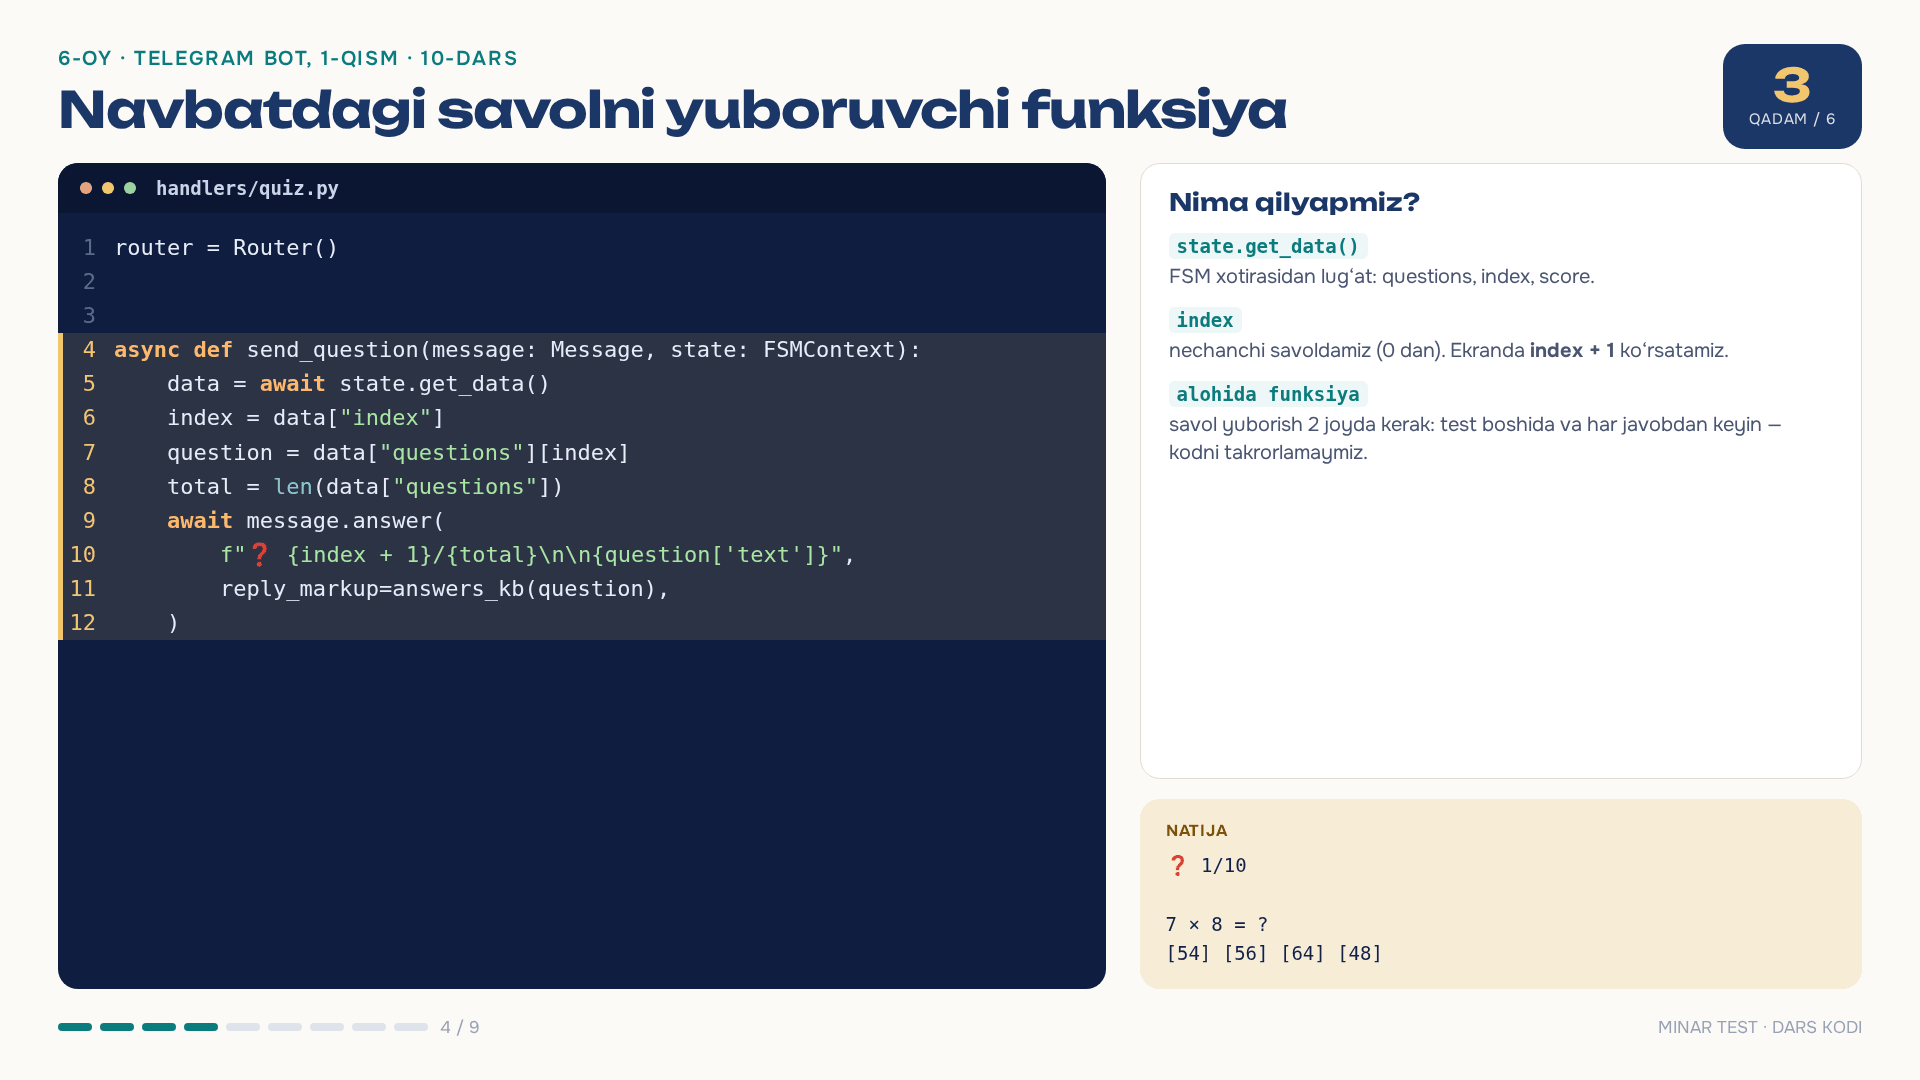 6-OY · TELEGRAM BOT, 1-QISM · 10-DARS
Navbatdagi savolni yuboruvchi funksiya
3
QADAM / 6
handlers/quiz.py
1 router = Router()
2
3
4 async def send_question(message: Message, state: FSMContext):
5     data = await state.get_data()
6     index = data["index"]
7     question = data["questions"][index]
8     total = len(data["questions"])
9     await message.answer(
10         f"❓ {index + 1}/{total}\n\n{question['text']}",
11         reply_markup=answers_kb(question),
12     )
Nima qilyapmiz?
state.get_data()
FSM xotirasidan lugʻat: questions, index, score.
index
nechanchi savoldamiz (0 dan). Ekranda index + 1 koʻrsatamiz.
alohida funksiya
savol yuborish 2 joyda kerak: test boshida va har javobdan keyin —
kodni takrorlamaymiz.
NATIJA
❓ 1/10
7 × 8 = ?
[54] [56] [64] [48]
4 / 9
MINAR TEST · DARS KODI